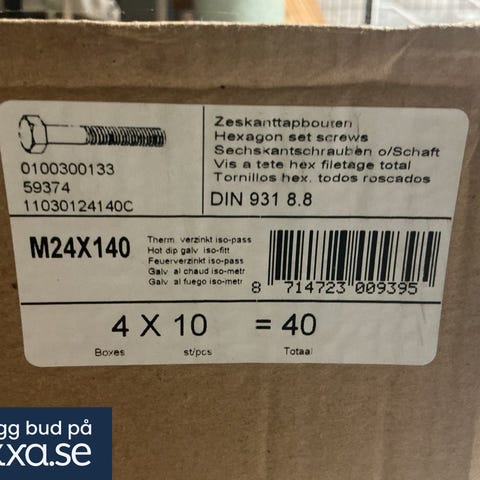 Zeskanttapbouten
Hexagon set screws
Sechskantschrauben o/Schaft
Vis a tete hex filetage total
Tornillos hex. todos roscados
0100300133
59374
11030124140C
DIN 931 8.8
M24X140
Therm. verzinkt iso-pass
Hot dip galv. iso-fitt
Feuerverzinkt iso-pass
Galv. al chaud iso-metr
Galv. al fuego iso-metr
8 714723 009395
4 X 10 = 40
Boxes st/pcs Totaal
gg bud på
xa.se